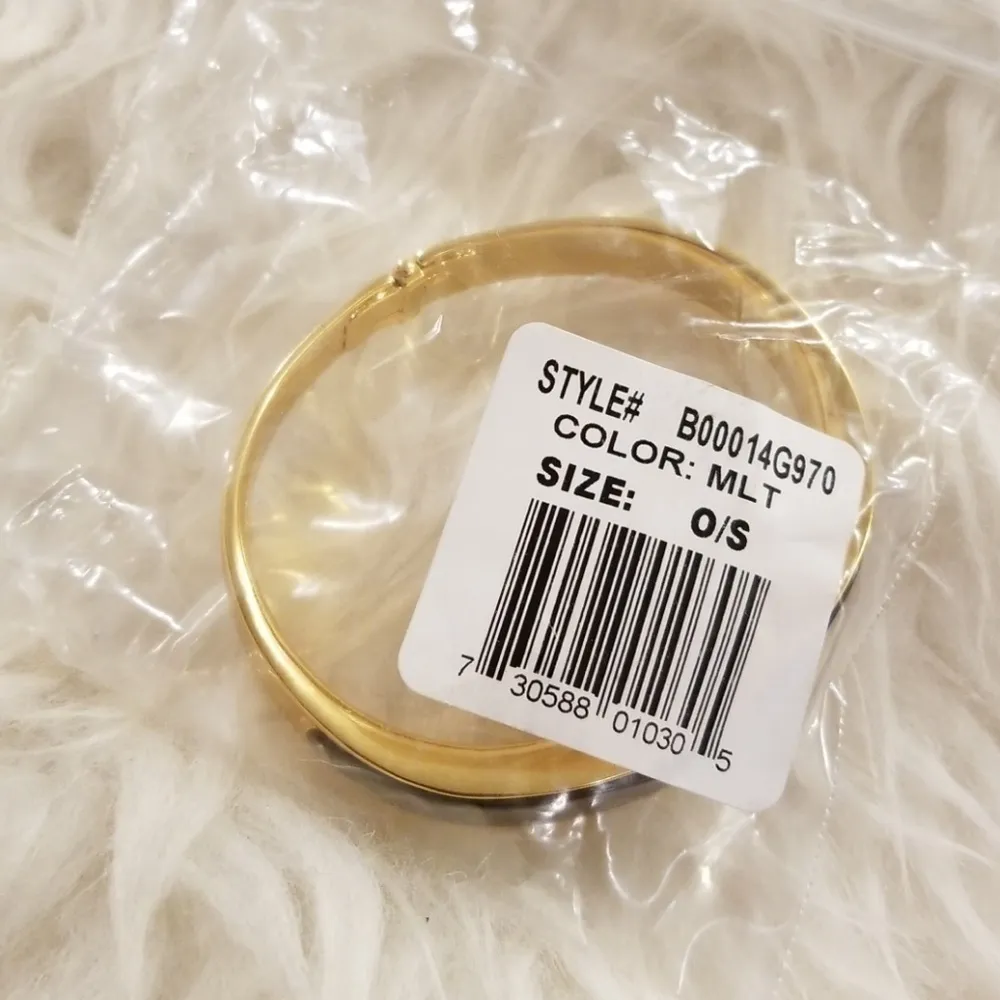 STYLE# B00014G970
COLOR: MLT
SIZE: O/S
7 30588 01030 5